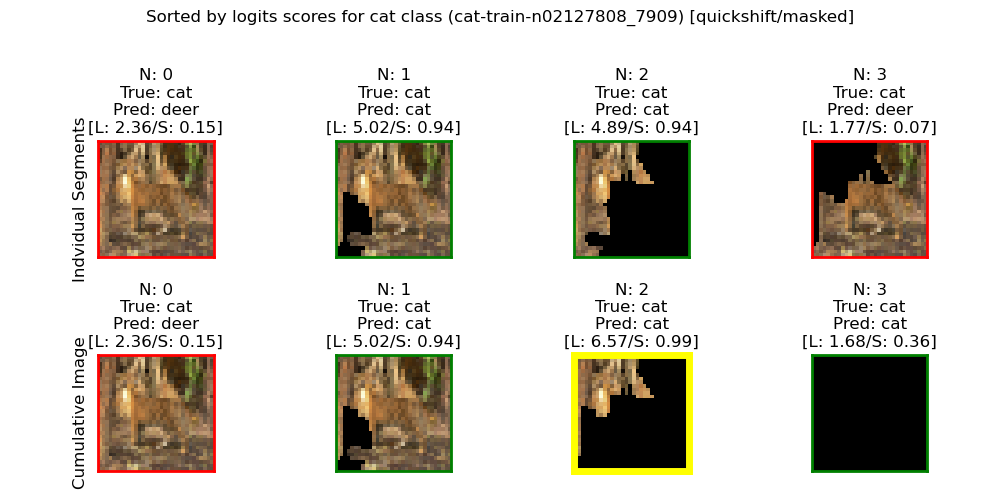 Sorted by logits scores for cat class (cat-train-n02127808_7909) [quickshift/masked]
N: 0
True: cat
Pred: deer
[L: 2.36/S: 0.15]
N: 1
True: cat
Pred: cat
[L: 5.02/S: 0.94]
N: 2
True: cat
Pred: cat
[L: 4.89/S: 0.94]
N: 3
True: cat
Pred: deer
[L: 1.77/S: 0.07]
Indvidual Segments
N: 0
True: cat
Pred: deer
[L: 2.36/S: 0.15]
N: 1
True: cat
Pred: cat
[L: 5.02/S: 0.94]
N: 2
True: cat
Pred: cat
[L: 6.57/S: 0.99]
N: 3
True: cat
Pred: cat
[L: 1.68/S: 0.36]
Cumulative Image